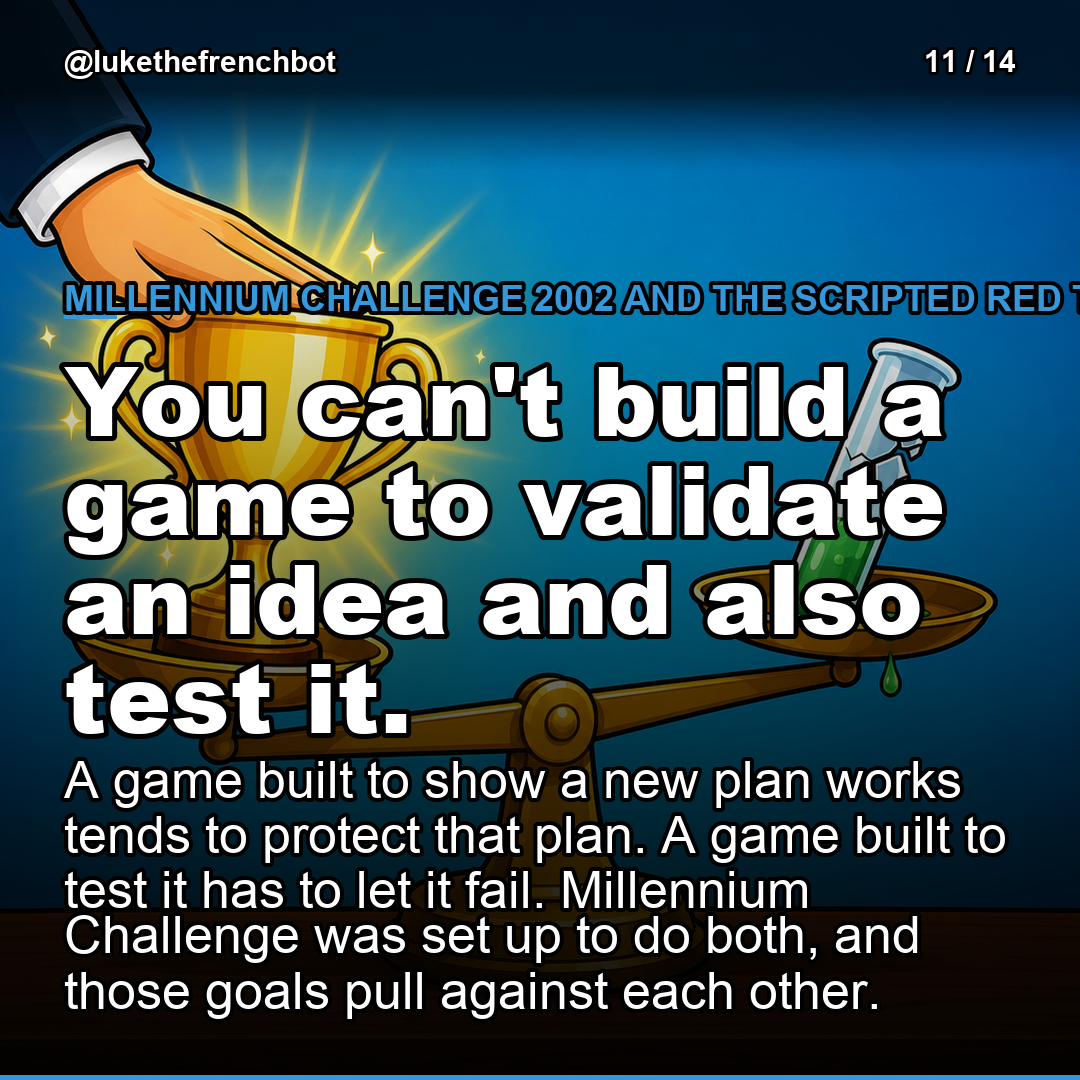 @lukethefrenchbot
11 / 14
MILLENNIUM CHALLENGE 2002 AND THE SCRIPTED RED
You can't build a
game to validate
an idea and also
test it.
A game built to show a new plan works
tends to protect that plan. A game built to
test it has to let it fail. Millennium
Challenge was set up to do both, and
those goals pull against each other.